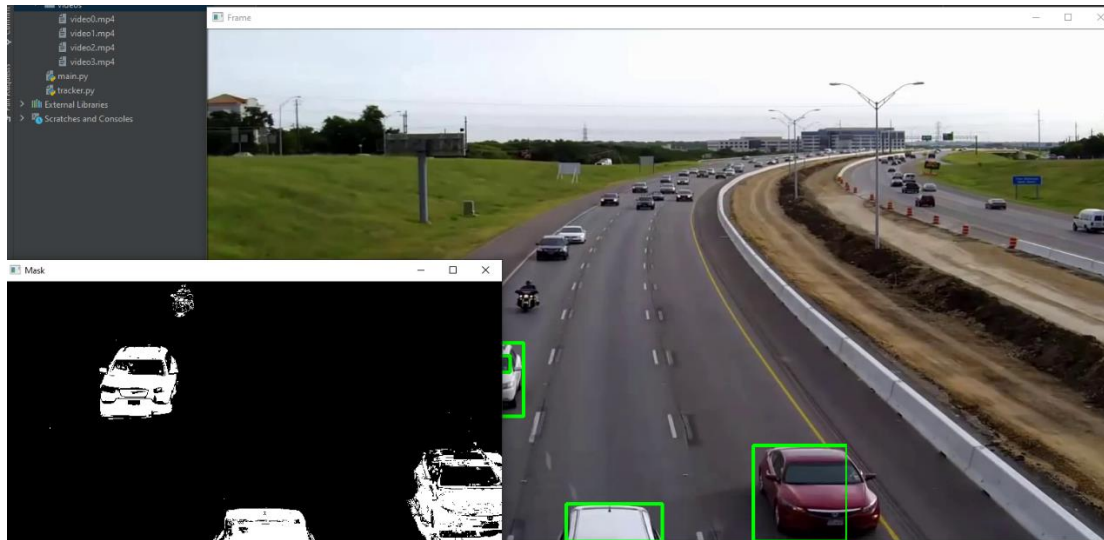 videos
video0.mp4
video1.mp4
video2.mp4
video3.mp4
main.py
tracker.py
External Libraries
Scratches and Consoles
Frame
Mask